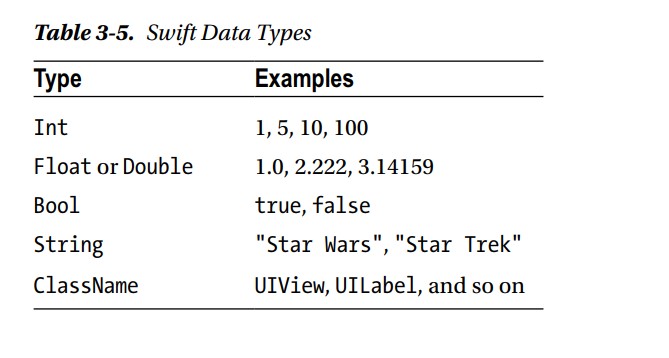 Table 3-5. Swift Data Types
Type Examples
Int 1, 5, 10, 100
Float or Double 1.0, 2.222, 3.14159
Bool true, false
String "Star Wars", "Star Trek"
ClassName UIView, UILabel, and so on